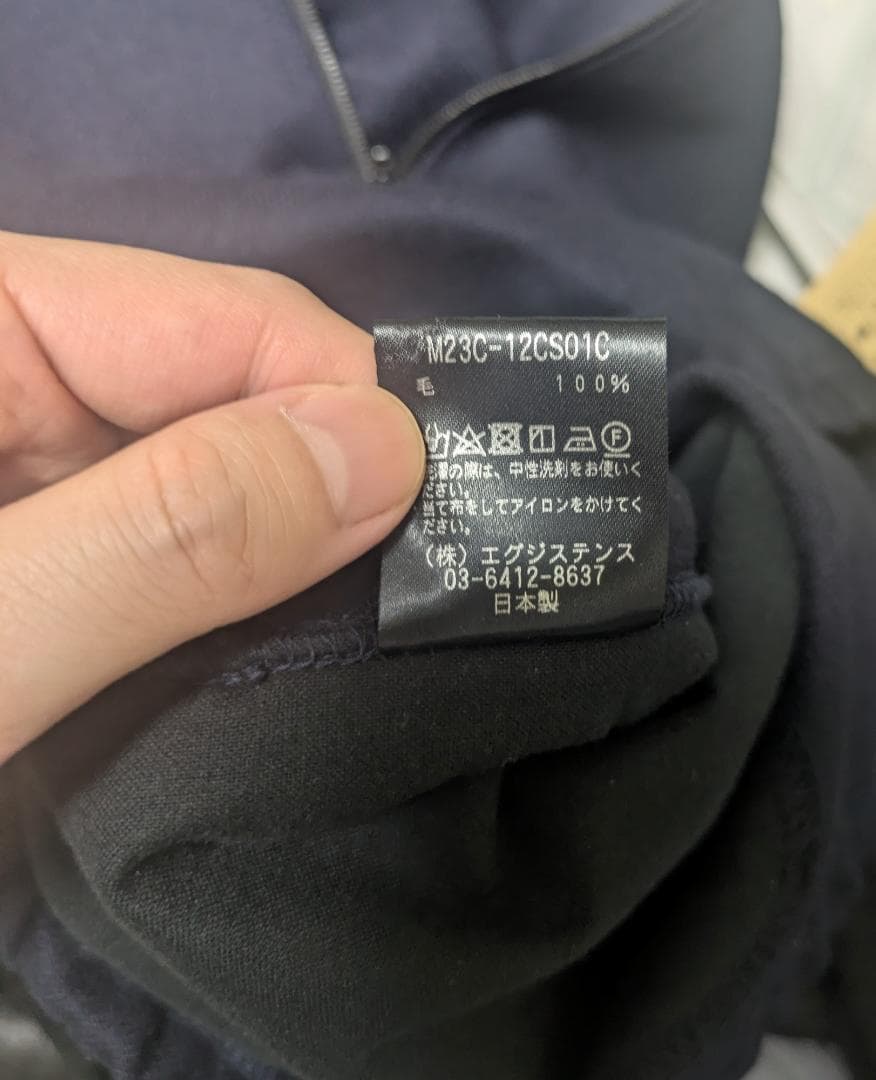 M23C-12CS01C
毛 100%
濯の際は、中性洗剤をお使いく
ださい。
当て布をしてアイロンをかけてく
ださい。
(株) エグジステンス
03-6412-8637
日本製